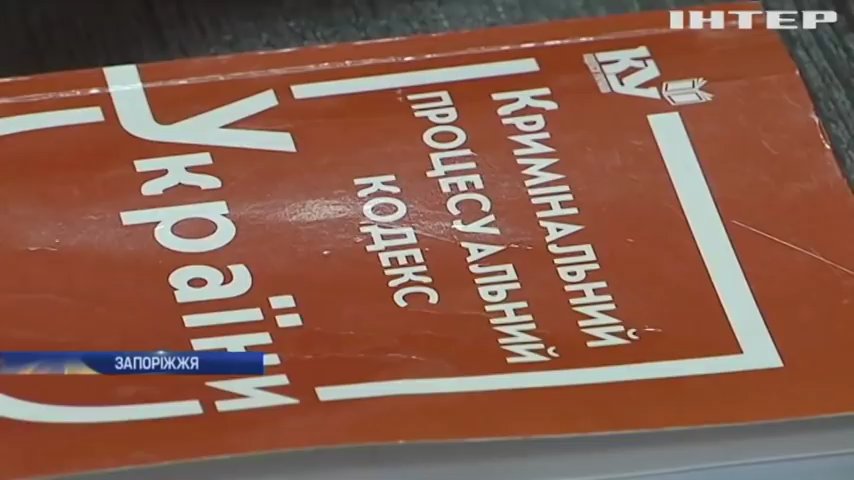 ІНТЕР
КУ
КРИМІНАЛЬНИЙ
ПРОЦЕСУАЛЬНИЙ
КОДЕКС
України
ЗАПОРІЖЖЯ